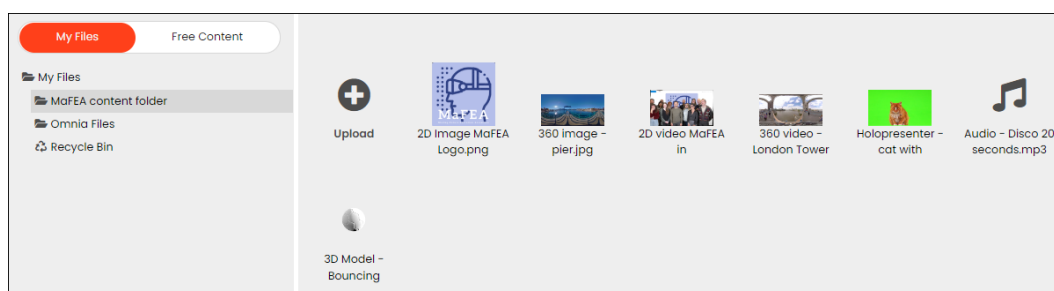 My Files
Free Content
My Files
MaFEA content folder
Omnia Files
Recycle Bin
Upload
MaFEA
2D Image MaFEA
Logo.png
360 image -
pier.jpg
2D video MaFEA
in
360 video -
London Tower
Holopresenter -
cat with
Audio - Disco 20
seconds.mp3
3D Model -
Bouncing